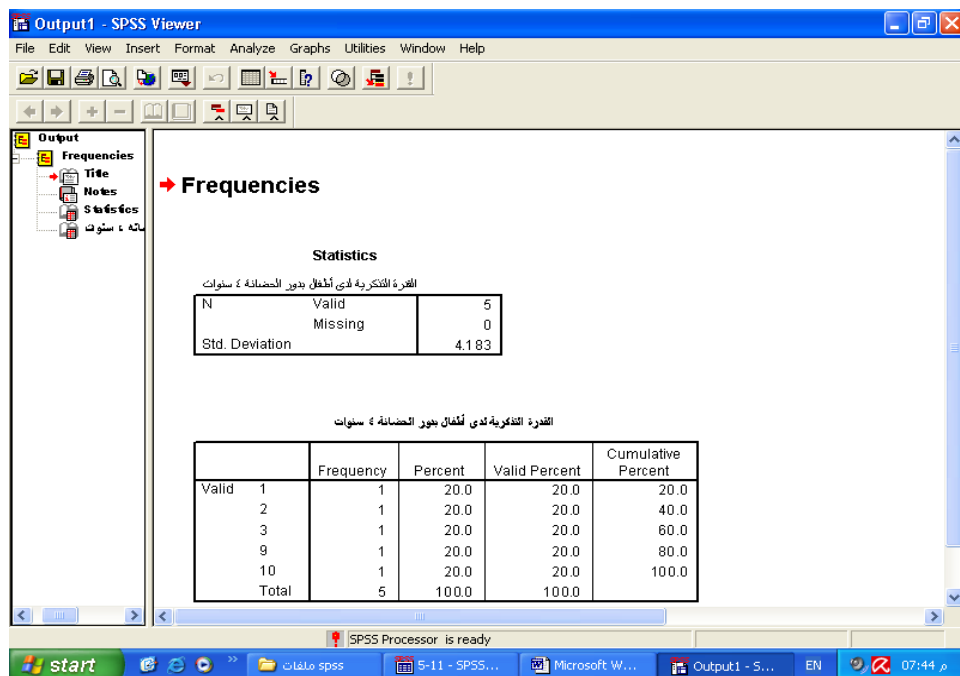 Output1 - SPSS Viewer
File Edit View Insert Format Analyze Graphs Utilities Window Help
Output
Frequencies
Title
Notes
Statistics
انه ٤ سنوت
Frequencies
Statistics
القدرة التذكرية لدى أطفال بدور الحضانة ٤ سنوات
N Valid 5
Missing 0
Std. Deviation 4.183
القدرة التذكرية لدى أطفال بدور الحضانة ٤ سنوات
Frequency Percent Valid Percent Cumulative Percent
Valid 1 1 20.0 20.0 20.0
2 1 20.0 20.0 40.0
3 1 20.0 20.0 60.0
9 1 20.0 20.0 80.0
10 1 20.0 20.0 100.0
Total 5 100.0 100.0
SPSS Processor is ready
start » ملفات spss 5-11 - SPSS... Microsoft W... Output1 - S... EN 07:44 م